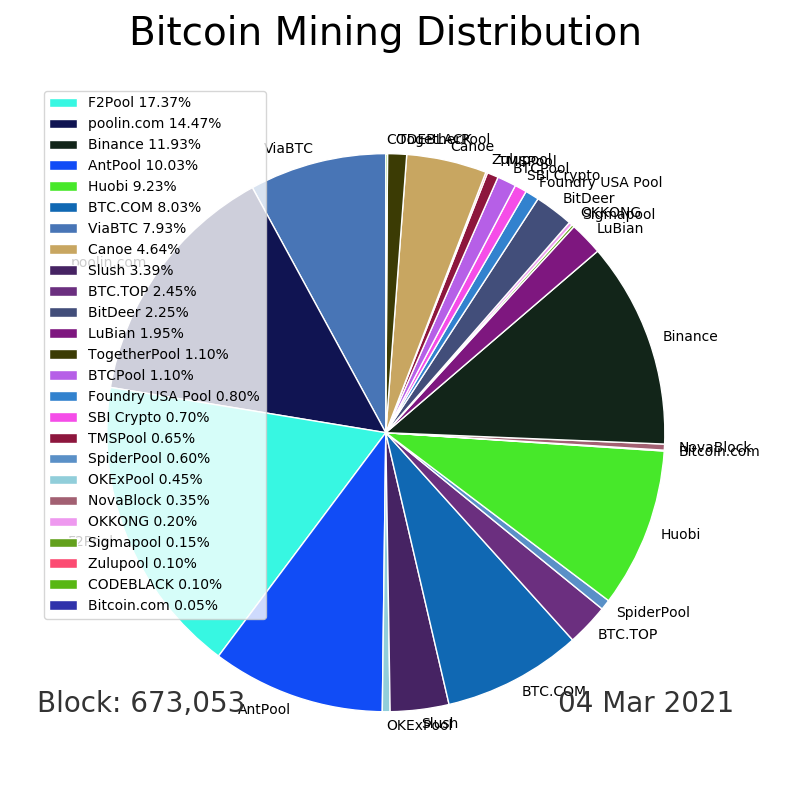 Bitcoin Mining Distribution
F2Pool 17.37%
poolin.com 14.47%
Binance 11.93%
AntPool 10.03%
Huobi 9.23%
BTC.COM 8.03%
ViaBTC 7.93%
Canoe 4.64%
Slush 3.39%
BTC.TOP 2.45%
BitDeer 2.25%
LuBian 1.95%
TogetherPool 1.10%
BTCPool 1.10%
Foundry USA Pool 0.80%
SBI Crypto 0.70%
TMSPool 0.65%
SpiderPool 0.60%
OKExPool 0.45%
NovaBlock 0.35%
OKKONG 0.20%
Sigmapool 0.15%
Zulupool 0.10%
CODEBLACK 0.10%
Bitcoin.com 0.05%
ViaBTC
CODEBLACK
TogetherPool
Canoe
Zulupool
TMSPool
BTCPool
SBI Crypto
Foundry USA Pool
BitDeer
OKKONG
Sigmapool
LuBian
Binance
NovaBlock
Bitcoin.com
Huobi
SpiderPool
BTC.TOP
BTC.COM
Slush
OKExPool
AntPool
F2Pool
poolin.com
Block: 673,053
04 Mar 2021